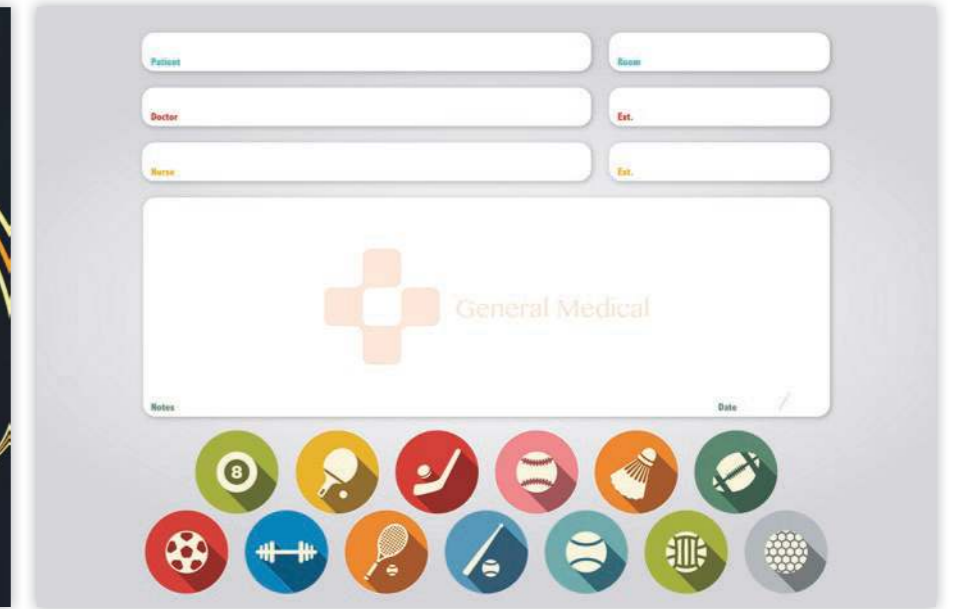 Patient
Room
Doctor
Ext.
Nurse
Ext.
General Medical
Notes
Date /
8